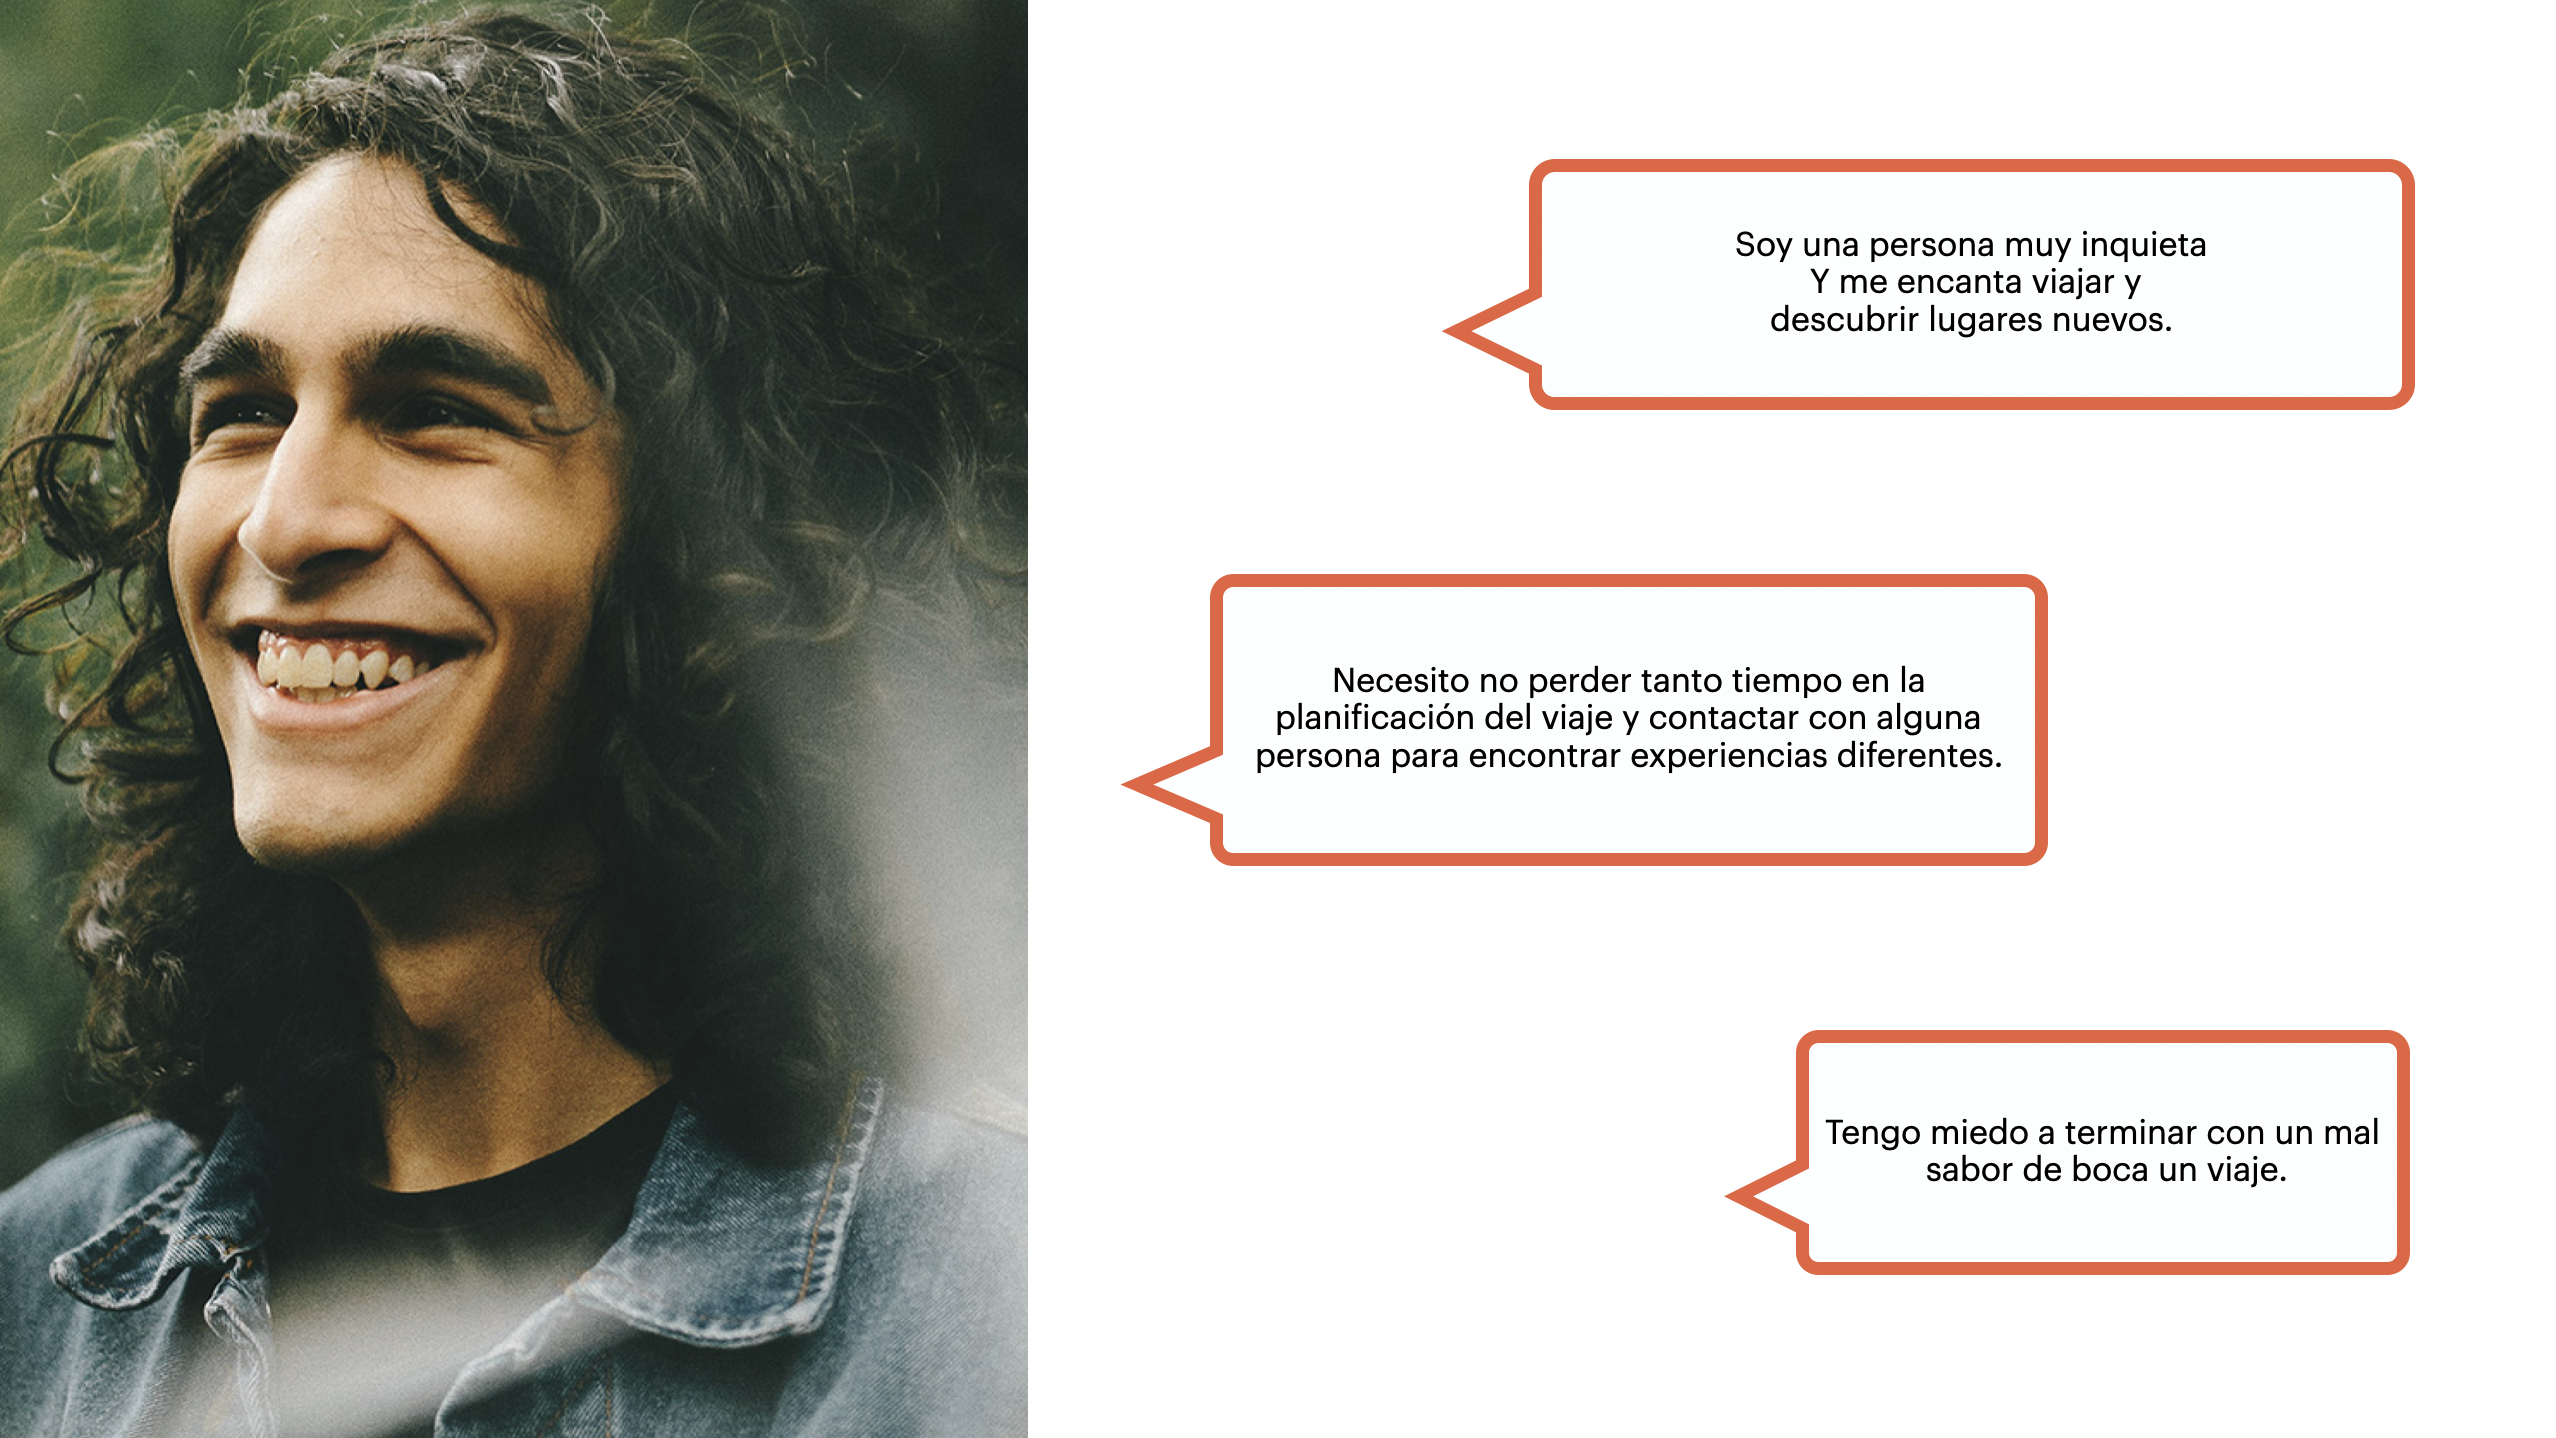 Soy una persona muy inquieta
Y me encanta viajar y
descubrir lugares nuevos.
Necesito no perder tanto tiempo en la
planificación del viaje y contactar con alguna
persona para encontrar experiencias diferentes.
Tengo miedo a terminar con un mal
sabor de boca un viaje.